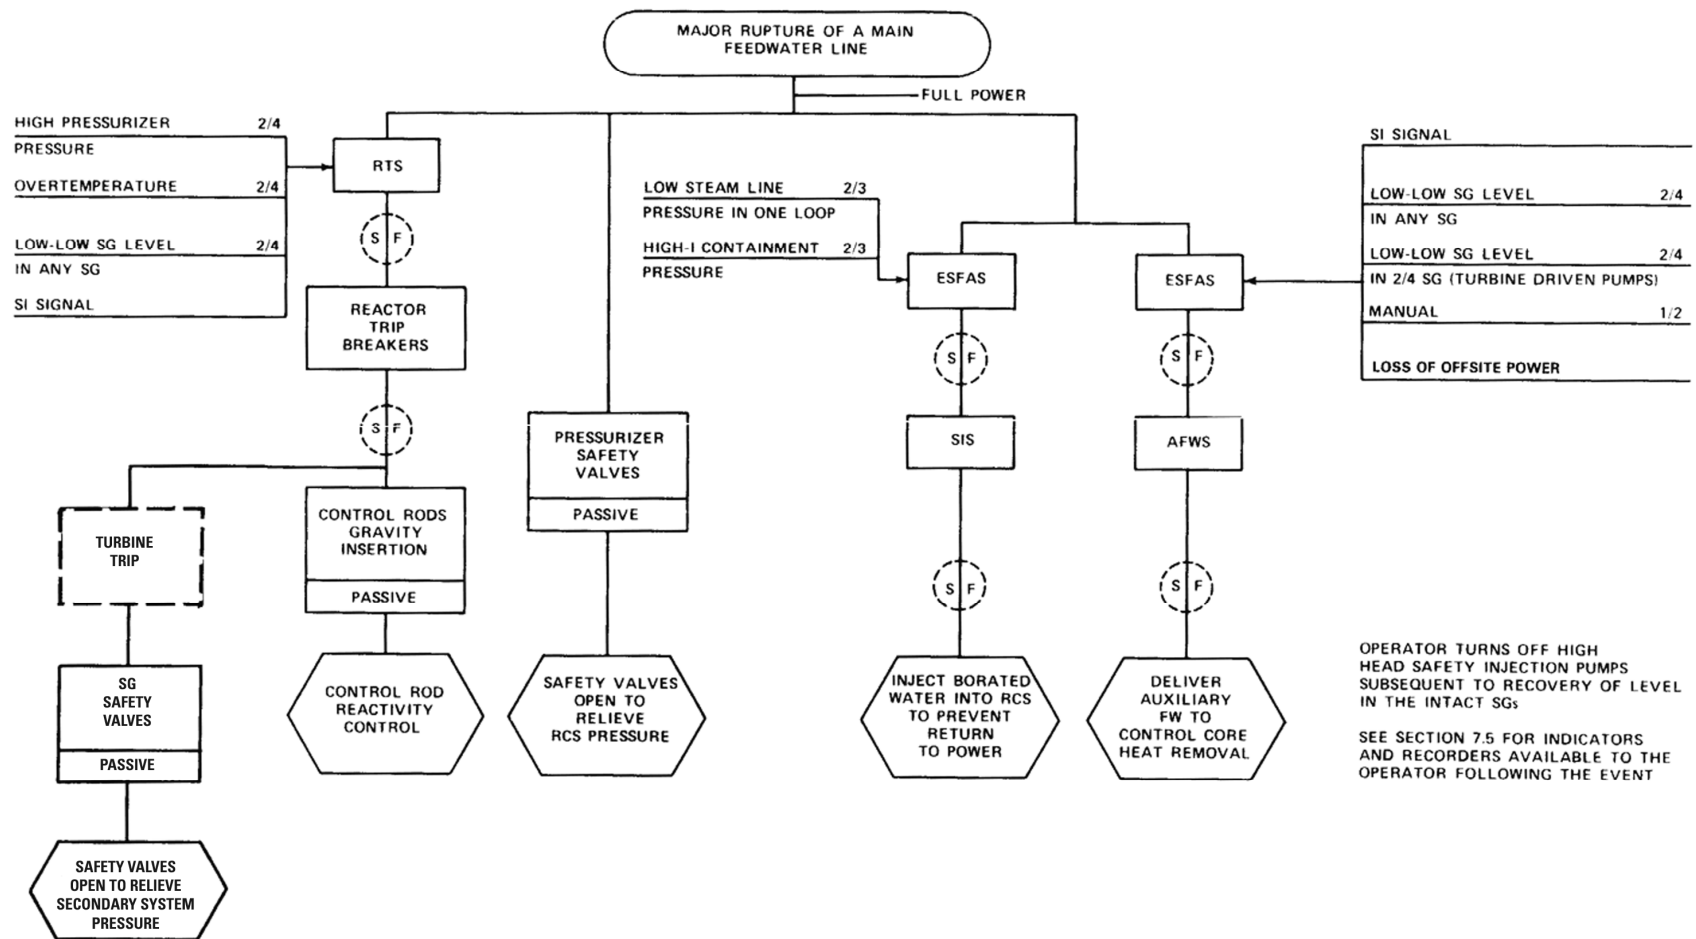 MAJOR RUPTURE OF A MAIN
FEEDWATER LINE
FULL POWER
HIGH PRESSURIZER 2/4
PRESSURE
OVERTEMPERATURE 2/4
LOW-LOW SG LEVEL 2/4
IN ANY SG
SI SIGNAL
RTS
S F
REACTOR
TRIP
BREAKERS
S F
TURBINE
TRIP
SG
SAFETY
VALVES
PASSIVE
SAFETY VALVES
OPEN TO RELIEVE
SECONDARY SYSTEM
PRESSURE
CONTROL RODS
GRAVITY
INSERTION
PASSIVE
CONTROL ROD
REACTIVITY
CONTROL
PRESSURIZER
SAFETY
VALVES
PASSIVE
SAFETY VALVES
OPEN TO
RELIEVE
RCS PRESSURE
LOW STEAM LINE 2/3
PRESSURE IN ONE LOOP
HIGH-I CONTAINMENT 2/3
PRESSURE
ESFAS
S F
SIS
S F
INJECT BORATED
WATER INTO RCS
TO PREVENT
RETURN
TO POWER
ESFAS
S F
AFWS
S F
DELIVER
AUXILIARY
FW TO
CONTROL CORE
HEAT REMOVAL
SI SIGNAL
LOW-LOW SG LEVEL 2/4
IN ANY SG
LOW-LOW SG LEVEL 2/4
IN 2/4 SG (TURBINE DRIVEN PUMPS)
MANUAL 1/2
LOSS OF OFFSITE POWER
OPERATOR TURNS OFF HIGH
HEAD SAFETY INJECTION PUMPS
SUBSEQUENT TO RECOVERY OF LEVEL
IN THE INTACT SGs
SEE SECTION 7.5 FOR INDICATORS
AND RECORDERS AVAILABLE TO THE
OPERATOR FOLLOWING THE EVENT